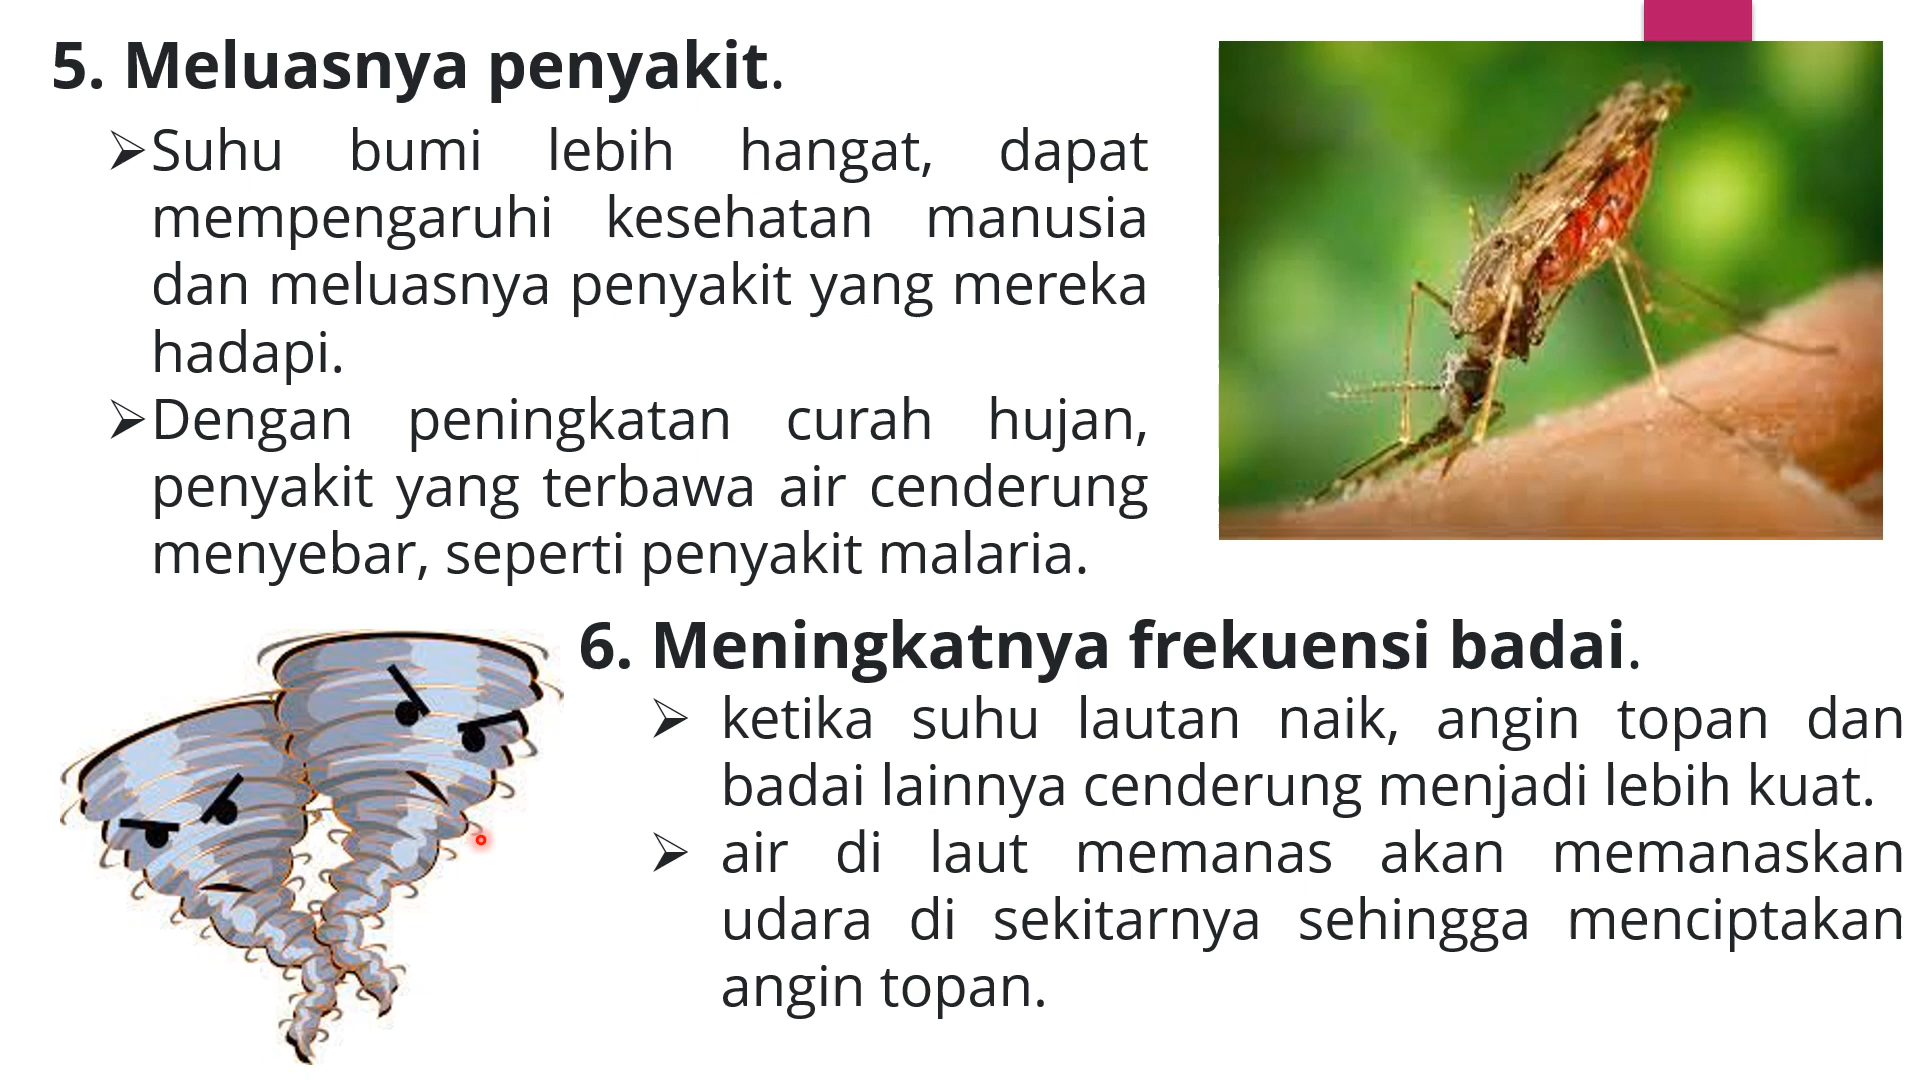 5. Meluasnya penyakit.
➢Suhu bumi lebih hangat, dapat
mempengaruhi kesehatan manusia
dan meluasnya penyakit yang mereka
hadapi.
➢Dengan peningkatan curah hujan,
penyakit yang terbawa air cenderung
menyebar, seperti penyakit malaria.
6. Meningkatnya frekuensi badai.
➢ ketika suhu lautan naik, angin topan dan
badai lainnya cenderung menjadi lebih kuat.
➢ air di laut memanas akan memanaskan
udara di sekitarnya sehingga menciptakan
angin topan.